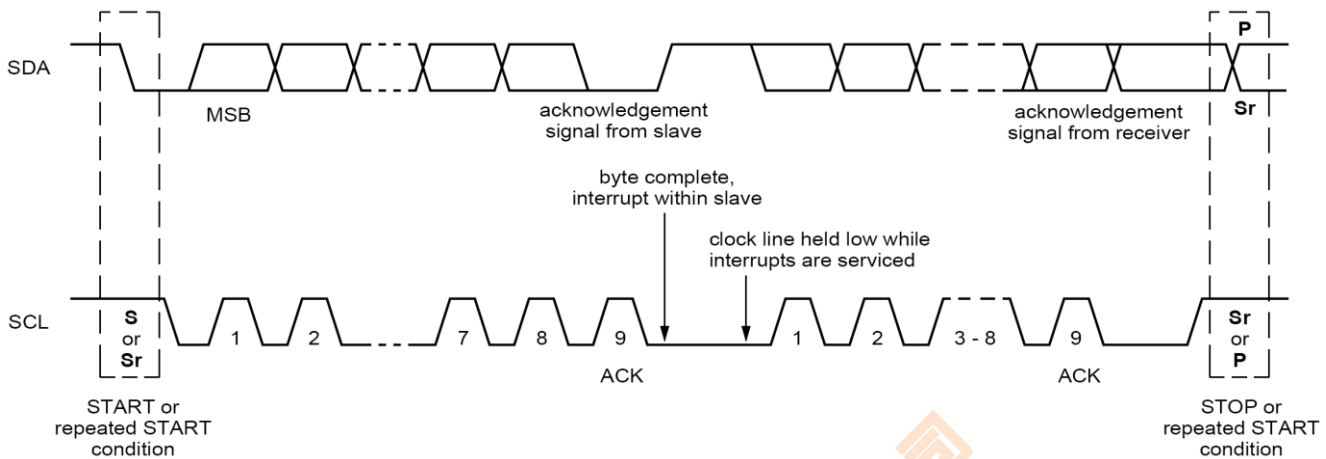 P
SDA
MSB
acknowledgement
signal from slave
acknowledgement
signal from receiver
Sr
byte complete,
interrupt within slave
clock line held low while
interrupts are serviced
SCL
S
or
Sr
1
2
7
8
9
1
2
3 - 8
9
Sr
or
P
ACK
ACK
START or
repeated START
condition
STOP or
repeated START
condition